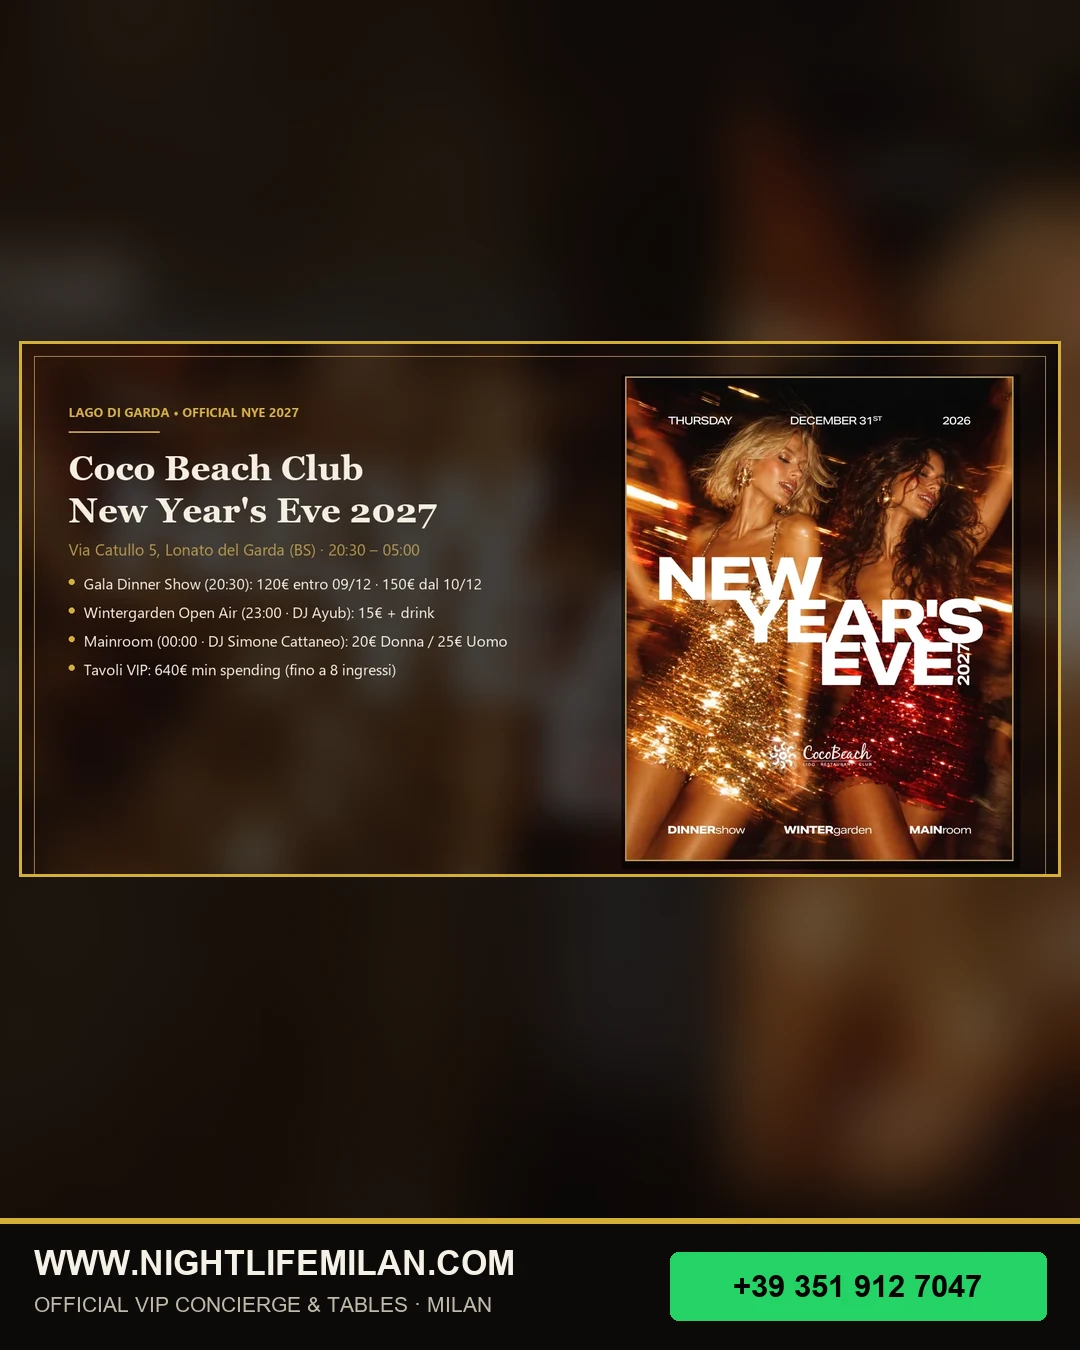 LAGO DI GARDA • OFFICIAL NYE 2027
Coco Beach Club
New Year's Eve 2027
Via Catullo 5, Lonato del Garda (BS) · 20:30 – 05:00
• Gala Dinner Show (20:30): 120€ entro 09/12 · 150€ dal 10/12
• Wintergarden Open Air (23:00 · DJ Ayub): 15€ + drink
• Mainroom (00:00 · DJ Simone Cattaneo): 20€ Donna / 25€ Uomo
• Tavoli VIP: 640€ min spending (fino a 8 ingressi)
THURSDAY DECEMBER 31ST 2026
NEW
YEAR'S
EVE 2027
CocoBeach
LIDO RESTAURANT CLUB
DINNERshow WINTERgarden MAINroom
WWW.NIGHTLIFEMILAN.COM
OFFICIAL VIP CONCIERGE & TABLES · MILAN
+39 351 912 7047